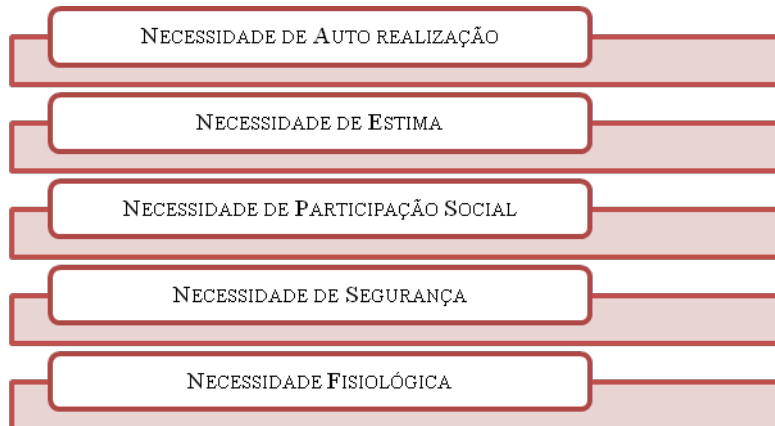 Necessidade de Auto realização
Necessidade de Estima
Necessidade de Participação Social
Necessidade de Segurança
Necessidade Fisiológica